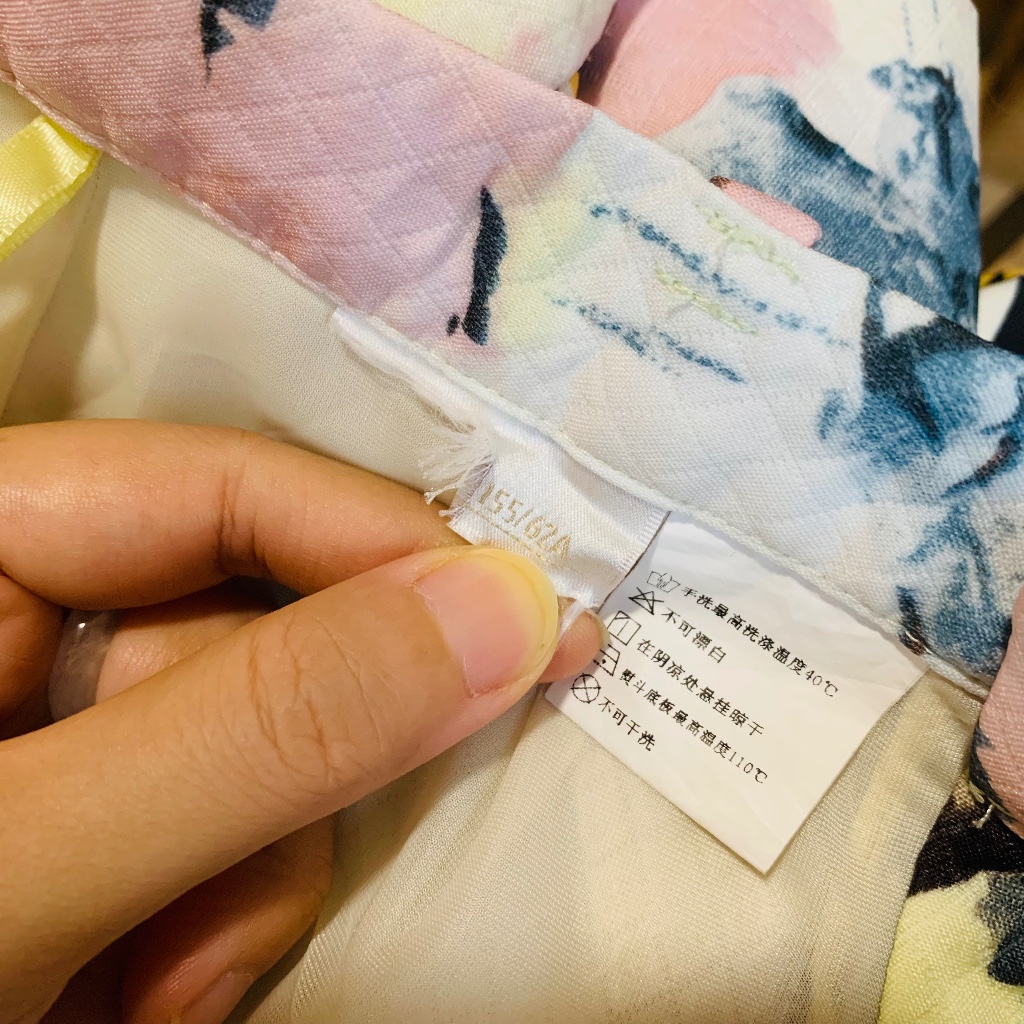 155/62A
手洗最高洗涤温度40℃
不可漂白
在阴凉处悬挂晾干
熨斗底板最高温度110℃
不可干洗